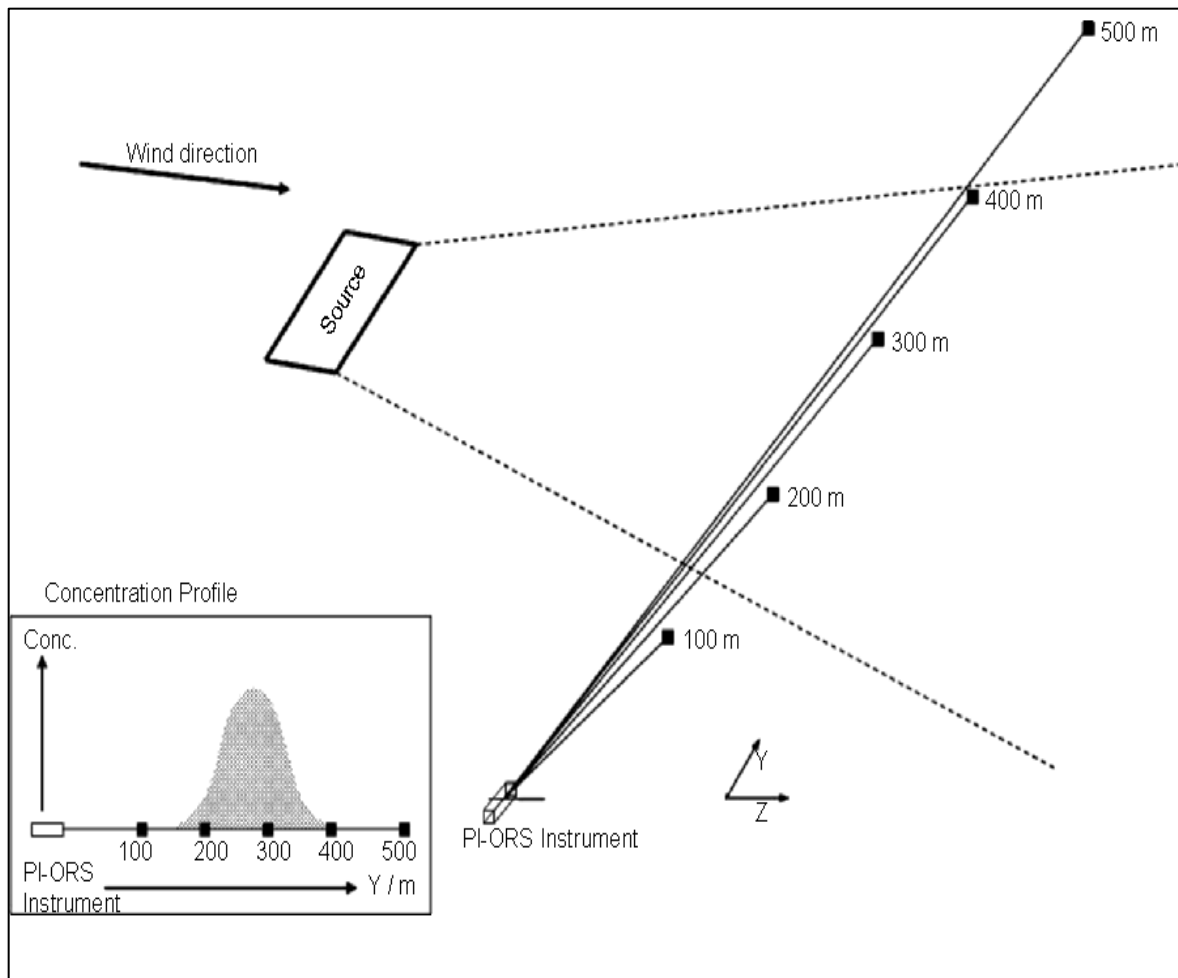 500 m
Wind direction
400 m
Source
300 m
200 m
Concentration Profile
Conc.
100 m
Y
Z
PI-ORS Instrument
100 200 300 400 500
PI-ORS
Instrument
Y / m